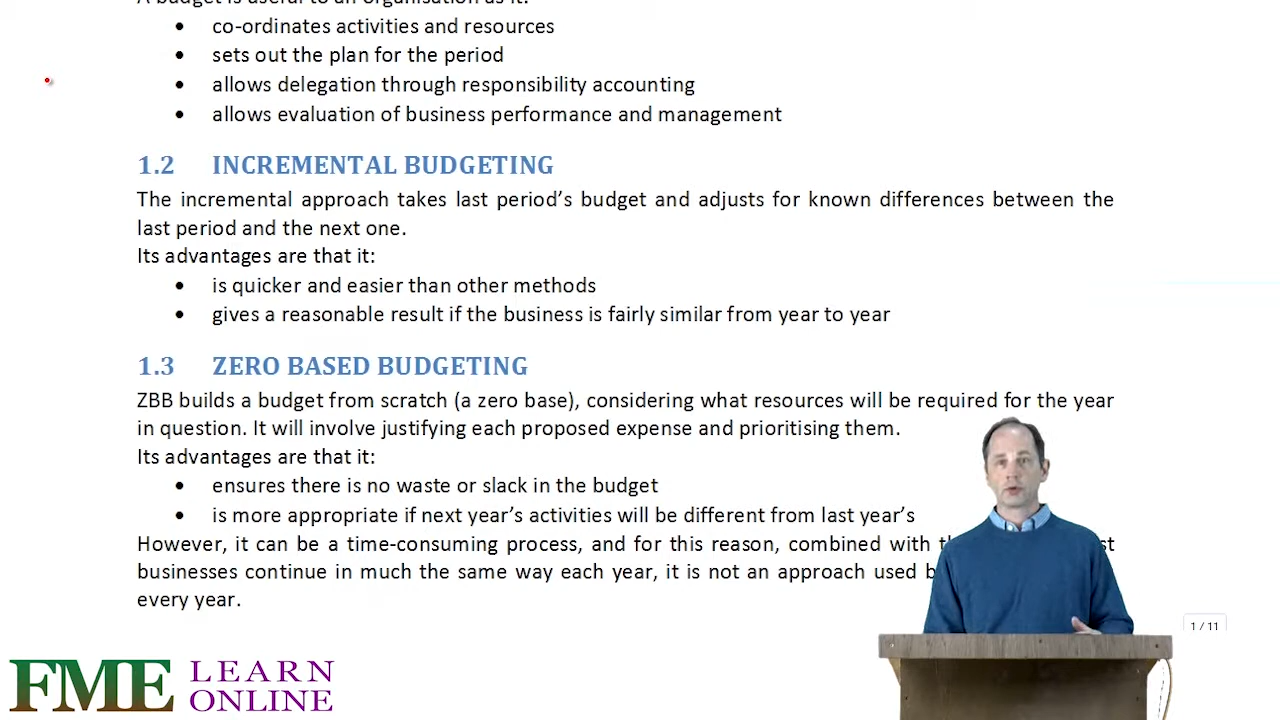 A budget is useful to an organisation as it:
• co-ordinates activities and resources
• sets out the plan for the period
• allows delegation through responsibility accounting
• allows evaluation of business performance and management
1.2 INCREMENTAL BUDGETING
The incremental approach takes last period's budget and adjusts for known differences between the
last period and the next one.
Its advantages are that it:
• is quicker and easier than other methods
• gives a reasonable result if the business is fairly similar from year to year
1.3 ZERO BASED BUDGETING
ZBB builds a budget from scratch (a zero base), considering what resources will be required for the year
in question. It will involve justifying each proposed expense and prioritising them.
Its advantages are that it:
• ensures there is no waste or slack in the budget
• is more appropriate if next year's activities will be different from last year's
However, it can be a time-consuming process, and for this reason, combined with
businesses continue in much the same way each year, it is not an approach used
every year.
1 / 11
FME LEARN
ONLINE